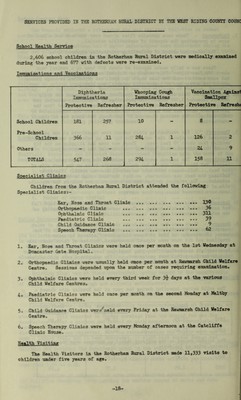 SERVICES PROVIDED IN THE ROTHERHAM RURAL DISTRICT BY THE WEST RIDING COUNTY COUN
School Health Service
2,604 school children in the Rotherham Rural District were medically examined
during the year and 677 with defects were re-examined.
Immunisations and Vaccinations
Diphtheria Immunisations Whooping Cough Immunisations Vaccination Against Smallpox
Protective Refresher Protective Refresher Protective Refreshe
School Children 181 257 10 - 8 -
Pre-School
Children 366 11 284 1 126 2
Others - - - - 24 9
TOTALS 547 268 294 1 158 11
Specialist Clinics
Children from the Rotherham Rural District attended the following
Specialist Clinics:-
Ear, Nose and Throat Clinic ... ... ... ... 150
Orthopaedic Clinic ... ... ... ... 36
Ophthalmic Clinic ... ... ... ... 311
Paediatric Clinic ... ... ... ... 39
Child Guidance Clinic ... ... ... ... 9
Speech Therapy Clinic ... ... ... ... 62
1. Ear, Nose and Throat Clinics were held once per month on the 1st Wednesday at
Doncaster Gate Hospital.
2. Orthopaedic Clinics were usually held once per month at Rawmarsh Child Welfare
Centre. Sessions depended upon the number of cases requiring examination.
3. Ophthalmic Clinics were held every third week for days at the various
Child Welfare Centres.
4. Paediatric Clinics were held once per month on the second Monday at Maltby
Child Welfare Centre.
5. Child Guidance Clinics were held every Friday at the Rawmarsh Child Welfare
Centre.
6. Speech Therapy Clinics were held every Monday afternoon at the Catcliffe
Clinic House.
Health Visiting
The Health Visitors in the Rotherham Rural District made 11,333 visits to
children under five years of age.
-18-